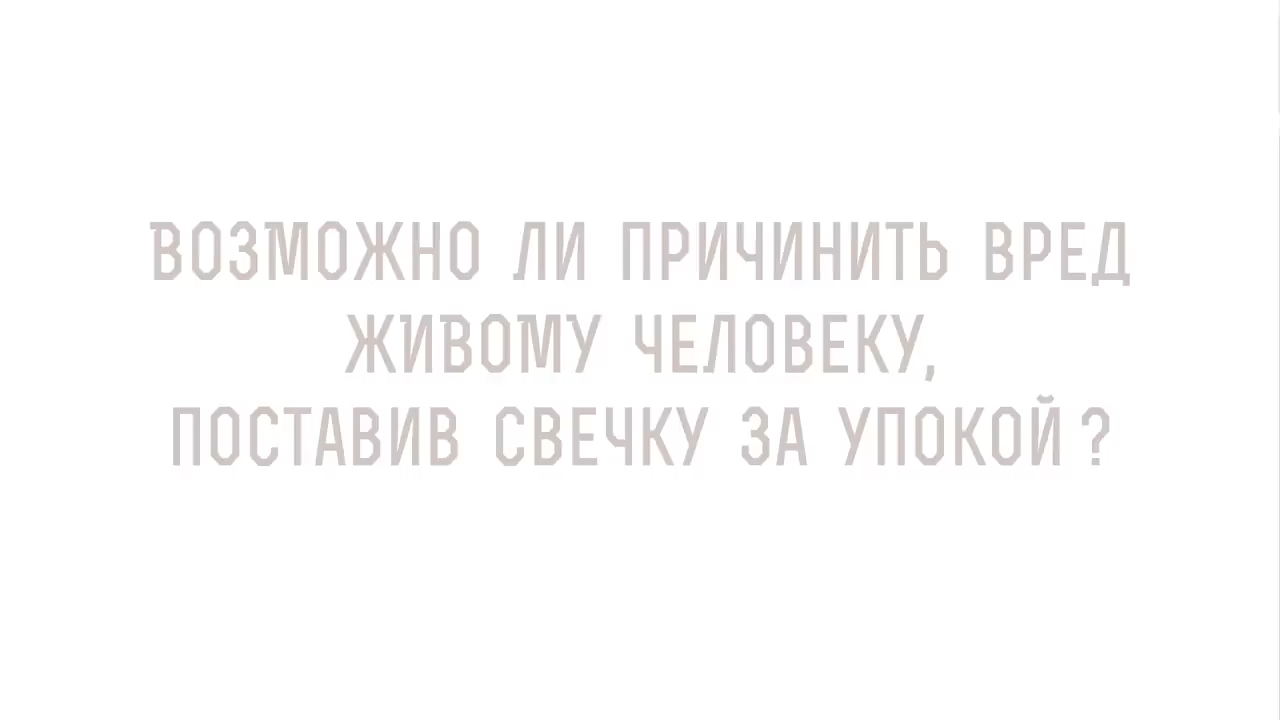 ВОЗМОЖНО ЛИ ПРИЧИНИТЬ ВРЕД
ЖИВОМУ ЧЕЛОВЕКУ,
ПОСТАВИВ СВЕЧКУ ЗА УПОКОЙ?